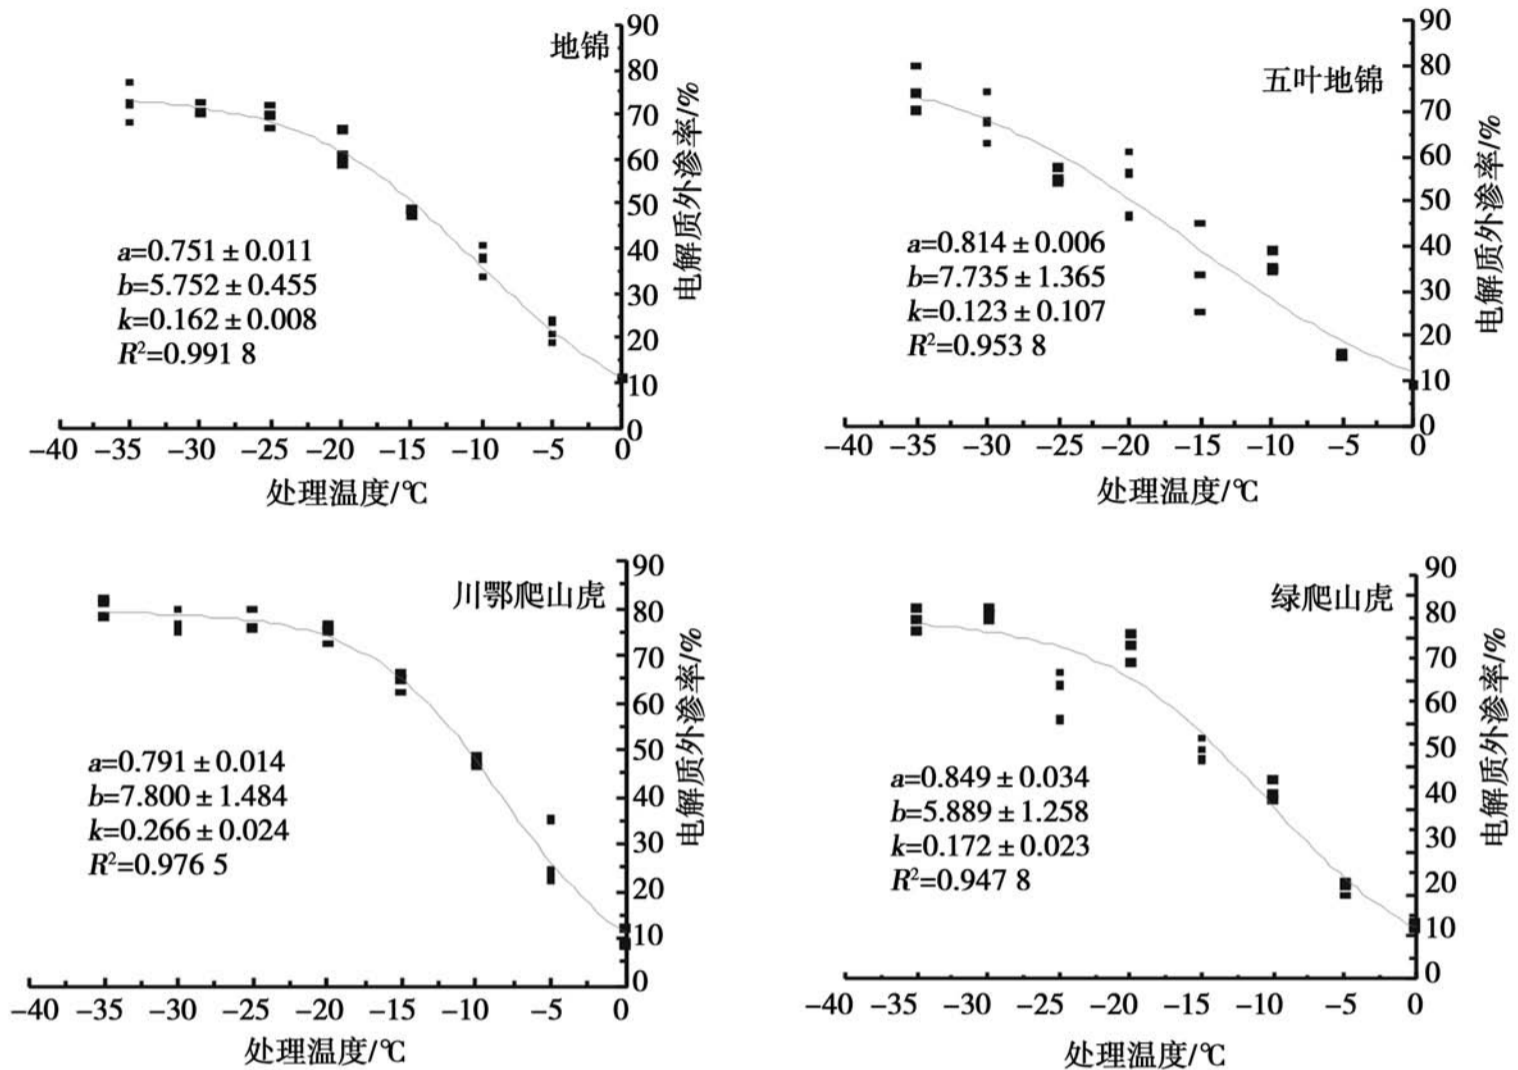 地锦
90
80
70
60
50
40
30
20
10
0
电解质外渗率/%
a=0.751±0.011
b=5.752±0.455
k=0.162±0.008
R²=0.991 8
−40 −35 −30 −25 −20 −15 −10 −5 0
处理温度/℃
五叶地锦
90
80
70
60
50
40
30
20
10
0
电解质外渗率/%
a=0.814±0.006
b=7.735±1.365
k=0.123±0.107
R²=0.953 8
−40 −35 −30 −25 −20 −15 −10 −5 0
处理温度/℃
川鄂爬山虎
90
80
70
60
50
40
30
20
10
0
电解质外渗率/%
a=0.791±0.014
b=7.800±1.484
k=0.266±0.024
R²=0.976 5
−40 −35 −30 −25 −20 −15 −10 −5 0
处理温度/℃
绿爬山虎
90
80
70
60
50
40
30
20
10
0
电解质外渗率/%
a=0.849±0.034
b=5.889±1.258
k=0.172±0.023
R²=0.947 8
−40 −35 −30 −25 −20 −15 −10 −5 0
处理温度/℃